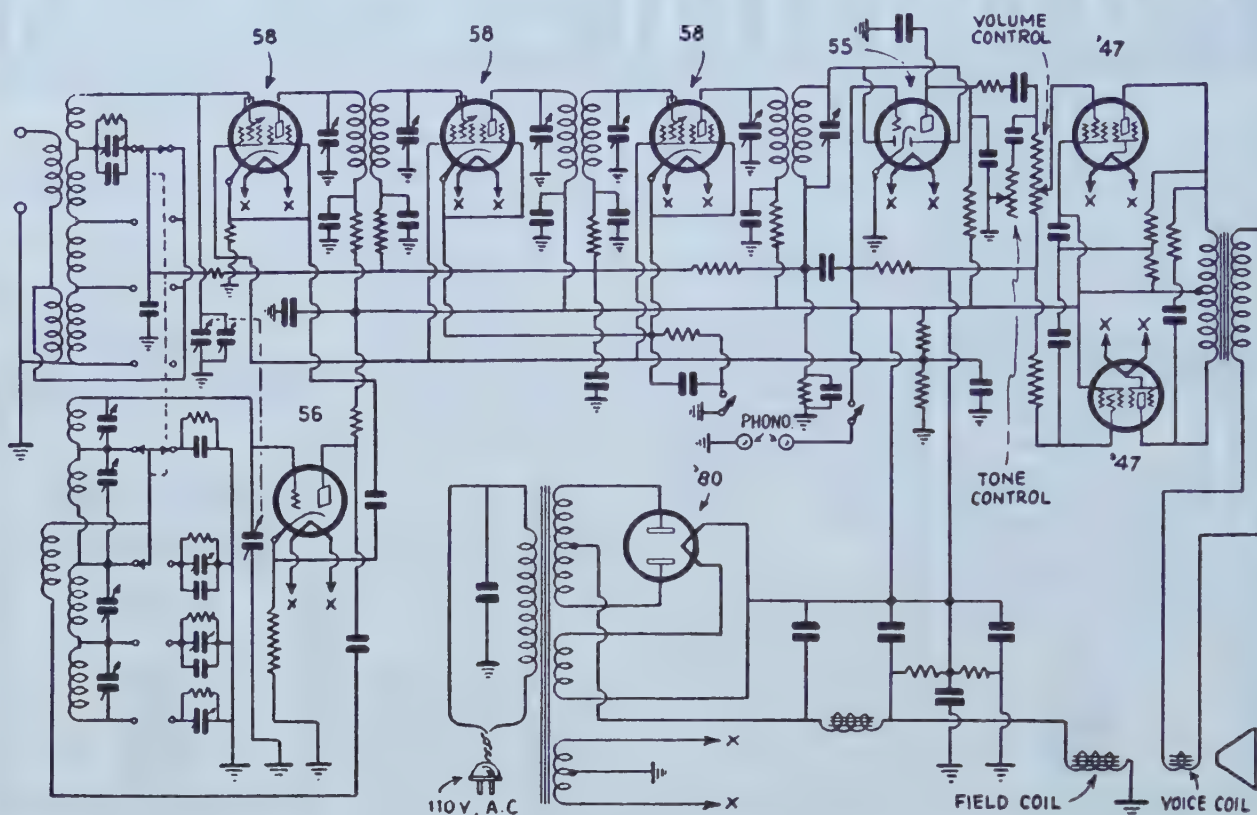 58
58
58
55
VOLUME
CONTROL
'47
X X
X X
X X
X X
X X
X X
56
X X
PHONO.
'80
TONE
CONTROL
'47
X
X
110 V. A.C
FIELD COIL
VOICE COIL